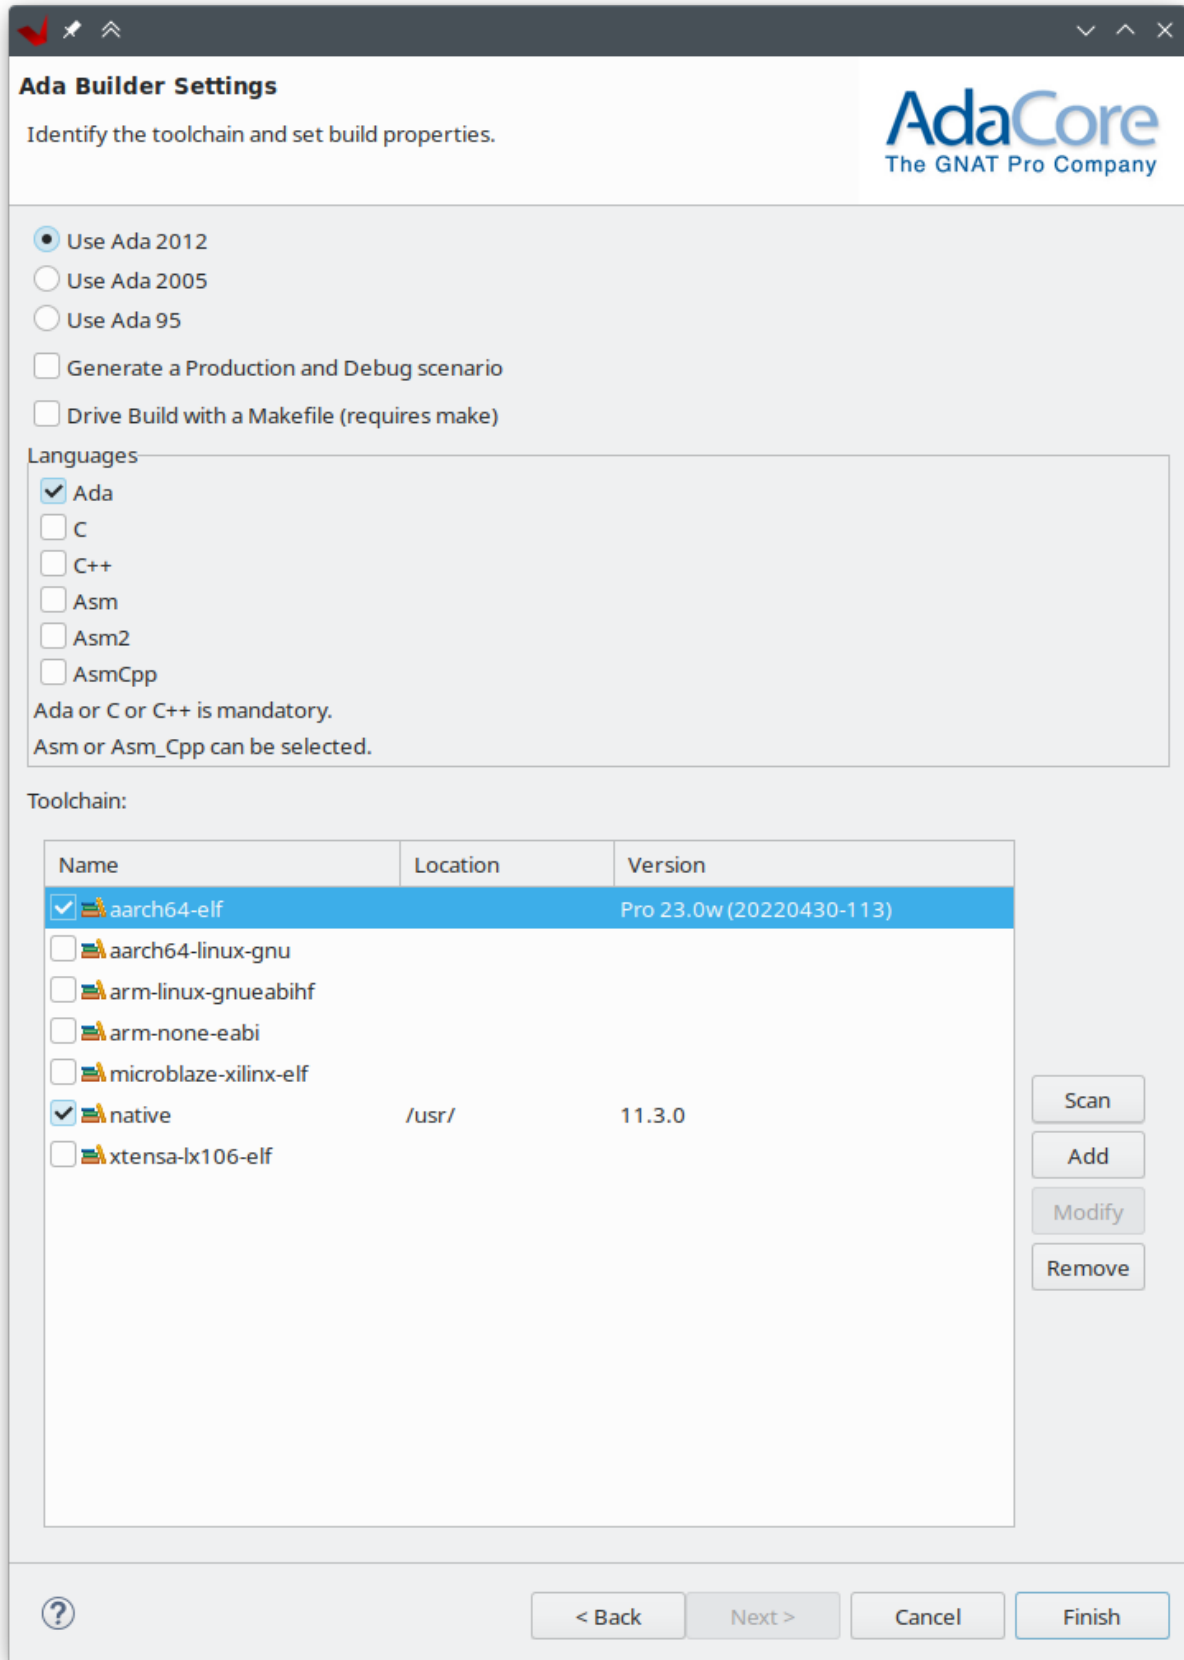 Ada Builder Settings
Identify the toolchain and set build properties.
AdaCore
The GNAT Pro Company
Use Ada 2012
Use Ada 2005
Use Ada 95
Generate a Production and Debug scenario
Drive Build with a Makefile (requires make)
Languages
Ada
C
C++
Asm
Asm2
AsmCpp
Ada or C or C++ is mandatory.
Asm or Asm_Cpp can be selected.
Toolchain:
Name Location Version
aarch64-elf Pro 23.0w (20220430-113)
aarch64-linux-gnu
arm-linux-gnueabihf
arm-none-eabi
microblaze-xilinx-elf
native /usr/ 11.3.0
xtensa-lx106-elf
Scan
Add
Modify
Remove
? < Back Next > Cancel Finish